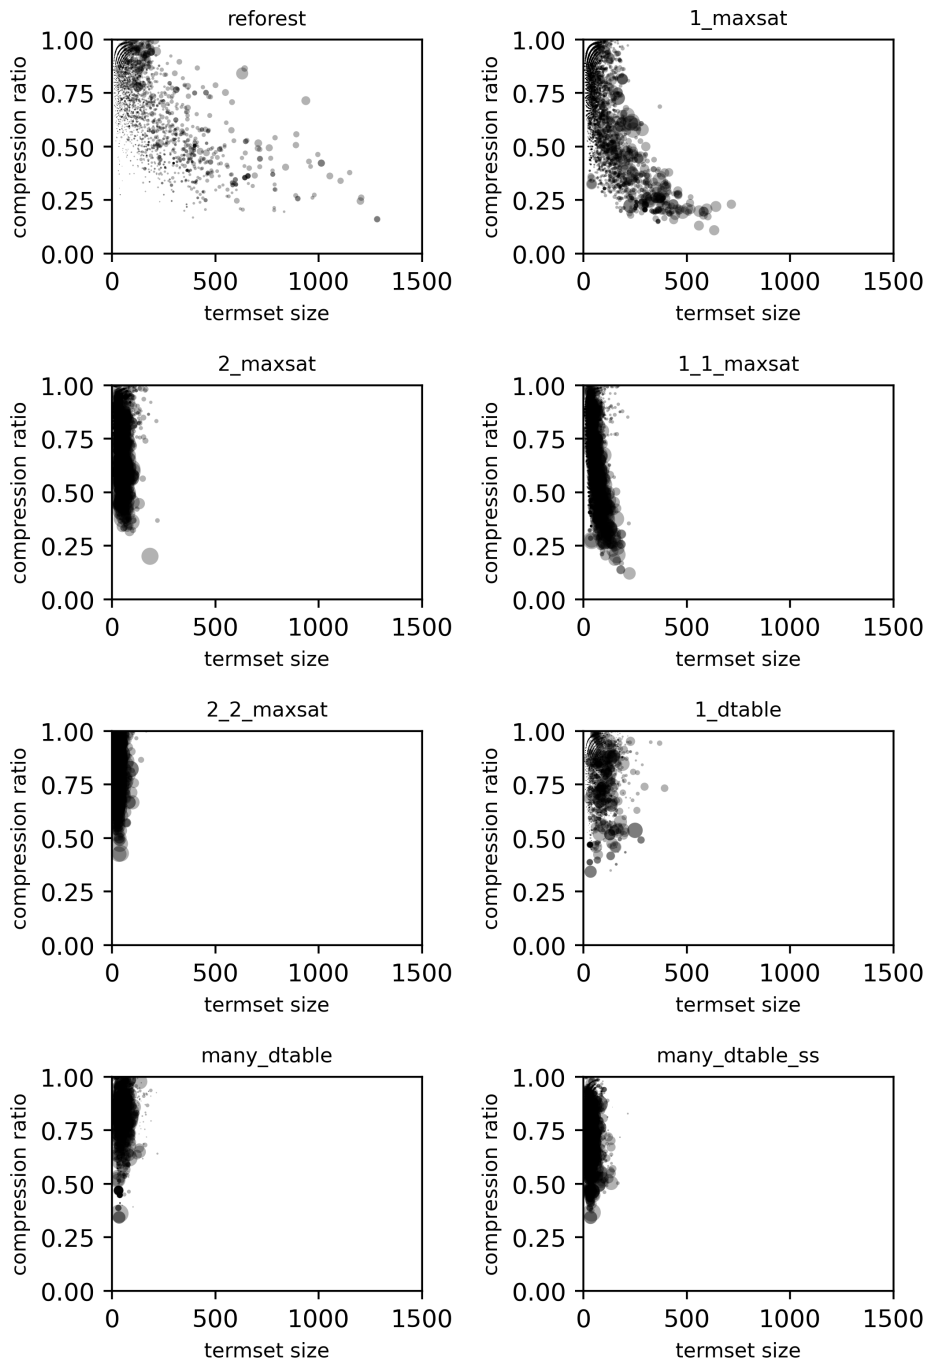 reforest
1.00
0.75
0.50
0.25
0.00
compression ratio
0 500 1000 1500
termset size
1_maxsat
1.00
0.75
0.50
0.25
0.00
compression ratio
0 500 1000 1500
termset size
2_maxsat
1.00
0.75
0.50
0.25
0.00
compression ratio
0 500 1000 1500
termset size
1_1_maxsat
1.00
0.75
0.50
0.25
0.00
compression ratio
0 500 1000 1500
termset size
2_2_maxsat
1.00
0.75
0.50
0.25
0.00
compression ratio
0 500 1000 1500
termset size
1_dtable
1.00
0.75
0.50
0.25
0.00
compression ratio
0 500 1000 1500
termset size
many_dtable
1.00
0.75
0.50
0.25
0.00
compression ratio
0 500 1000 1500
termset size
many_dtable_ss
1.00
0.75
0.50
0.25
0.00
compression ratio
0 500 1000 1500
termset size